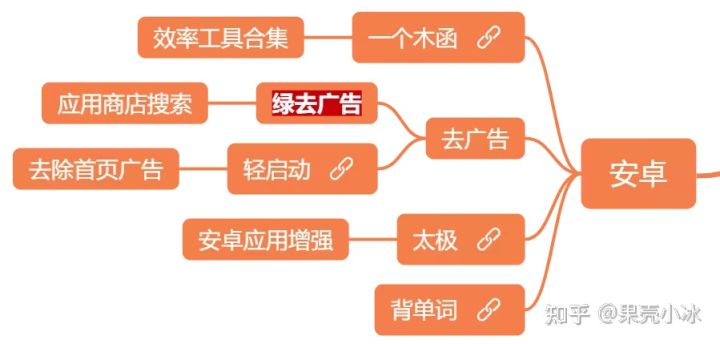 效率工具合集
一个木函
应用商店搜索
绿去广告
去广告
去除首页广告
轻启动
安卓
安卓应用增强
太极
背单词
知乎 @果壳小冰